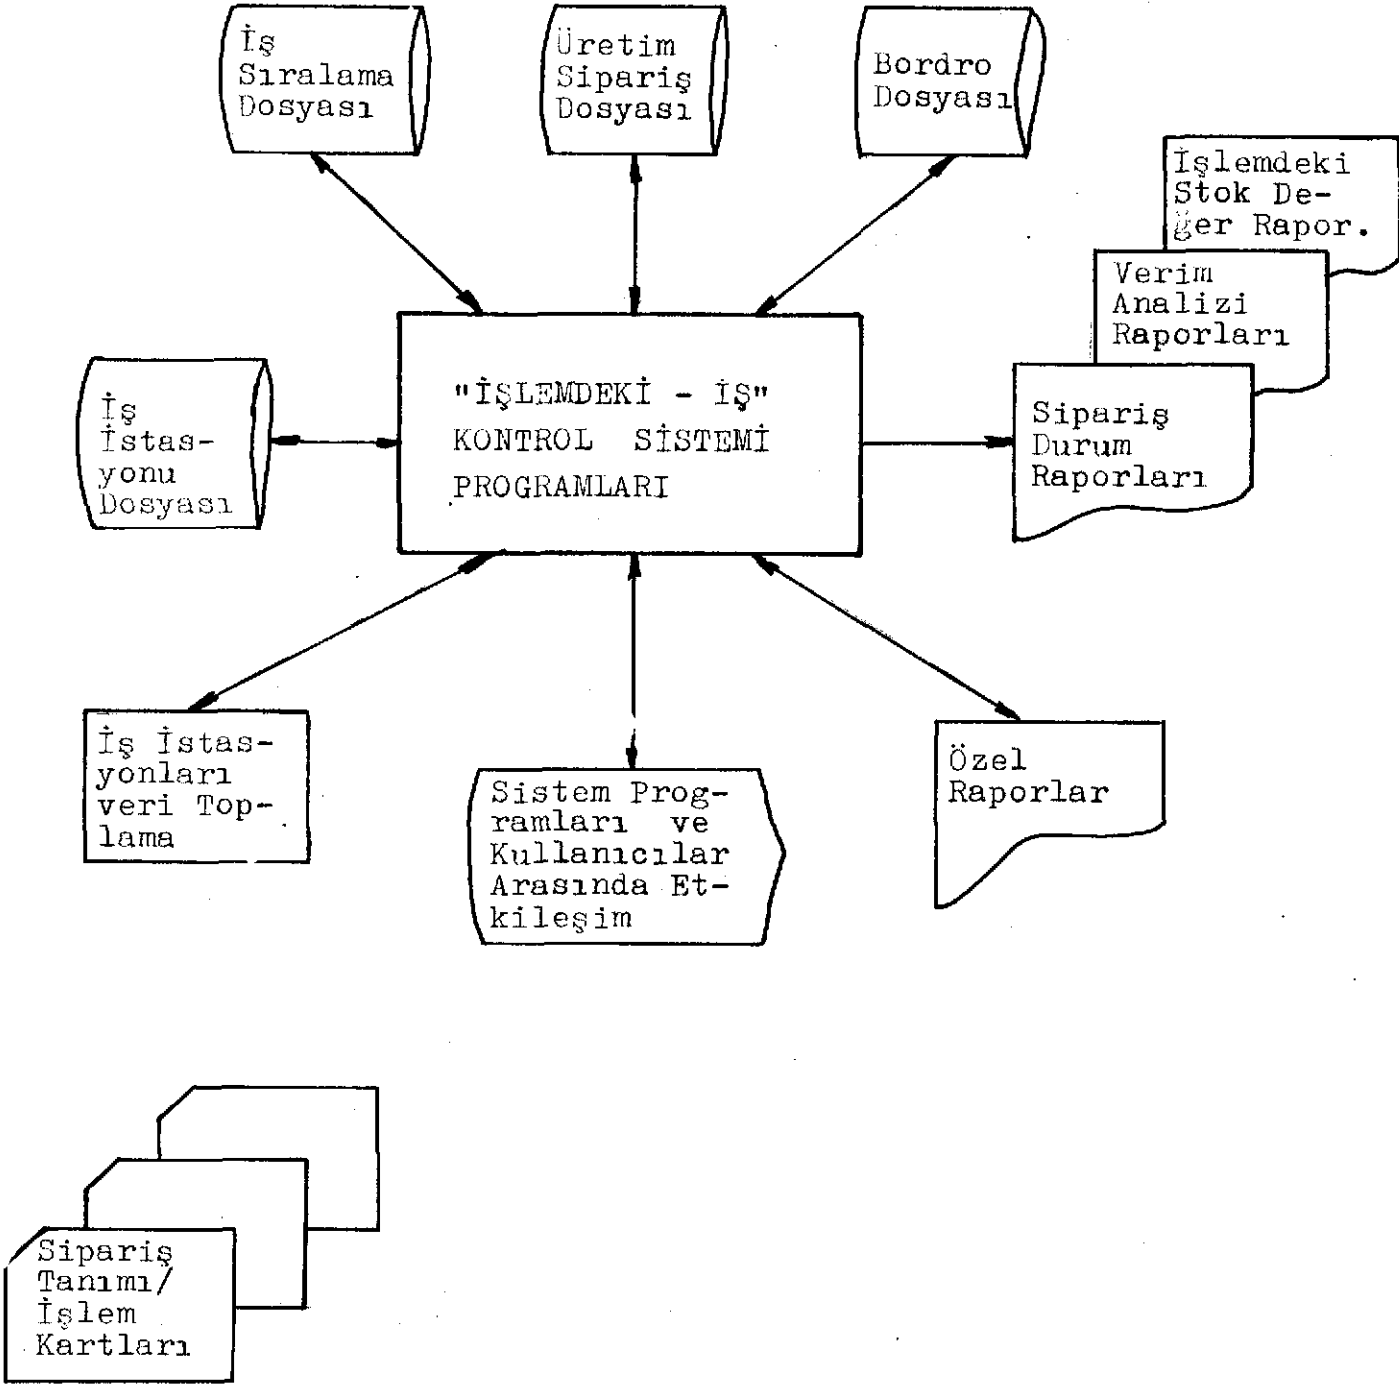 İş
Sıralama
Dosyası
Üretim
Sipariş
Dosyası
Bordro
Dosyası
İşlemdeki
Stok De-
ğer Rapor.
Verim
Analizi
Raporları
Sipariş
Durum
Raporları
"İŞLEMDEKİ - İŞ"
KONTROL SİSTEMİ
PROGRAMLARI
İş
İstas-
yonu
Dosyası
İş İstas-
yonları
veri Top-
lama
Sistem Prog-
ramları ve
Kullanıcılar
Arasında Et-
kileşim
Özel
Raporlar
Sipariş
Tanımı/
İşlem
Kartları